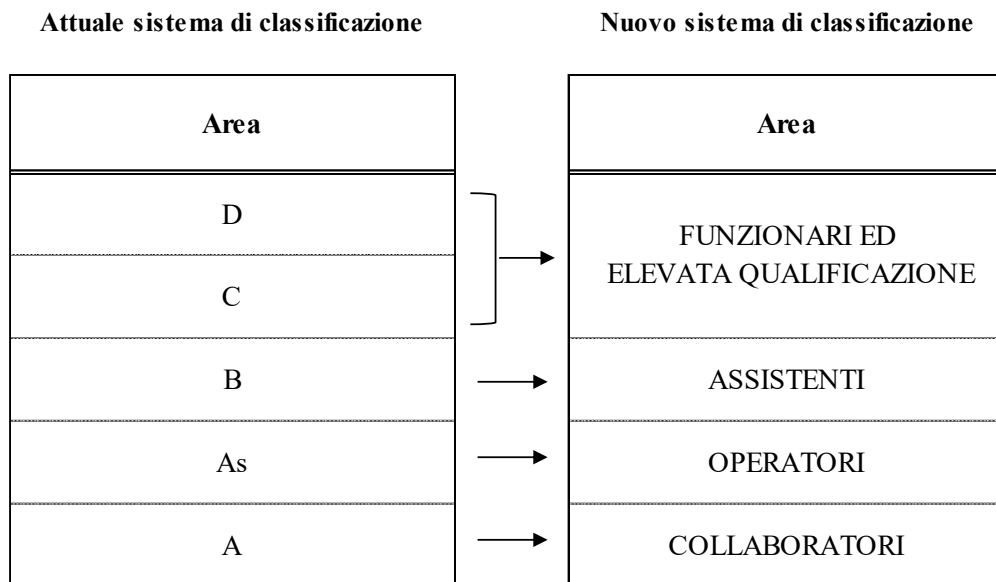 Attuale sistema di classificazione
Nuovo sistema di classificazione
Area
Area
D
C
FUNZIONARI ED
ELEVATA QUALIFICAZIONE
B
ASSISTENTI
As
OPERATORI
A
COLLABORATORI